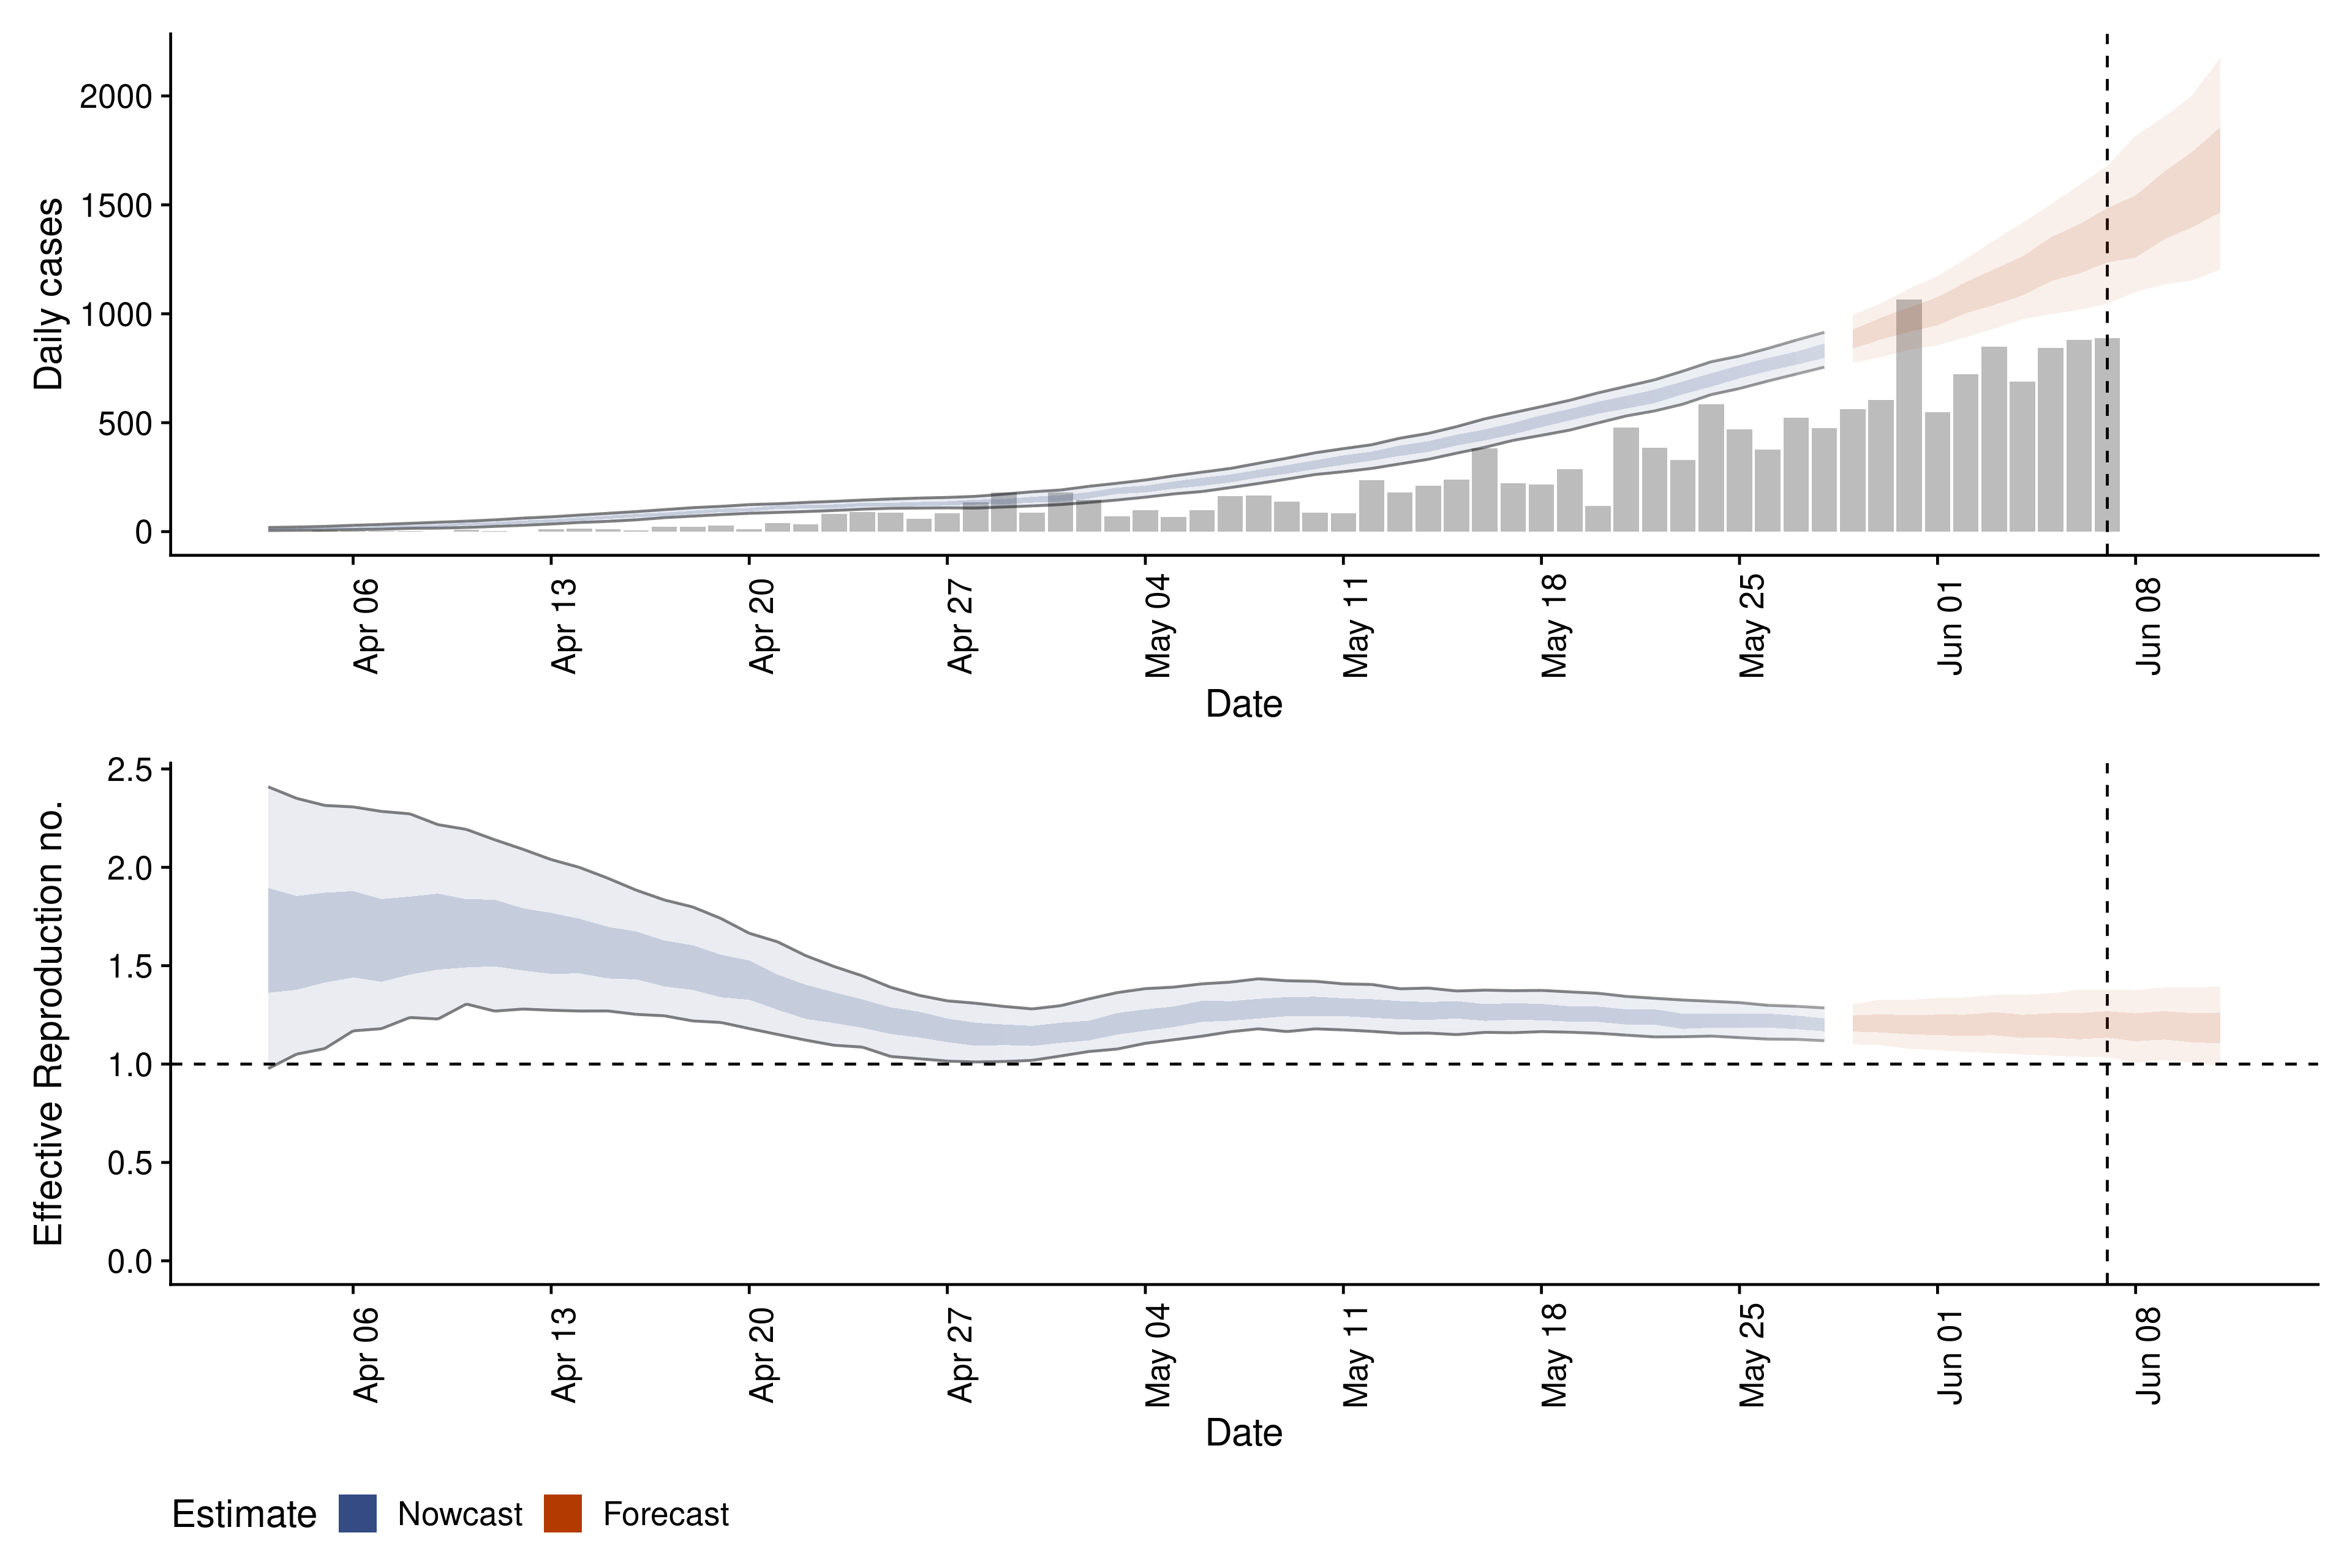 Daily cases
2000
1500
1000
500
0
Apr 06
Apr 13
Apr 20
Apr 27
May 04
May 11
May 18
May 25
Jun 01
Jun 08
Date
Effective Reproduction no.
2.5
2.0
1.5
1.0
0.5
0.0
Apr 06
Apr 13
Apr 20
Apr 27
May 04
May 11
May 18
May 25
Jun 01
Jun 08
Date
Estimate Nowcast Forecast